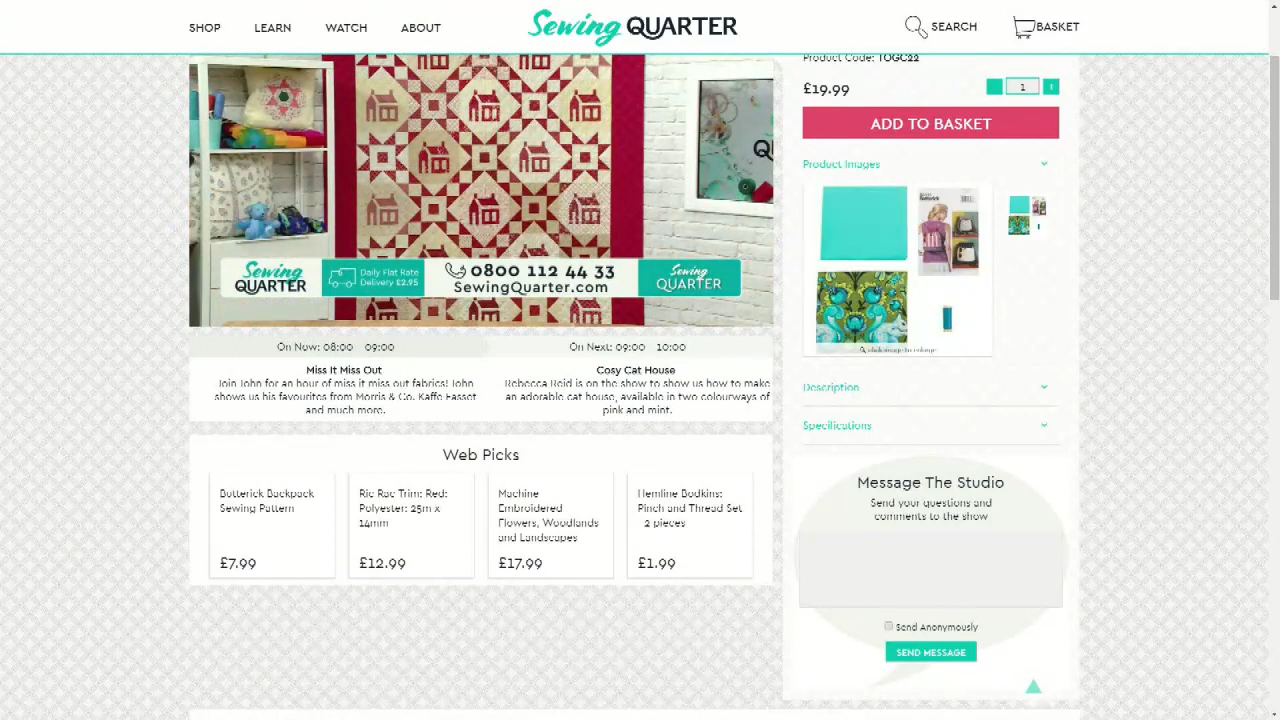 SHOP
LEARN
WATCH
ABOUT
Sewing QUARTER
SEARCH
BASKET
Product Code: TOGC22
£19.99
1
ADD TO BASKET
Product Images
click image to enlarge
Description
Specifications
Sewing QUARTER
Daily Flat Rate
Delivery £2.95
0800 112 44 33
SewingQuarter.com
Sewing QUARTER
On Now: 08:00 09:00
Miss It Miss Out
Join John for an hour of miss it miss out fabrics! John
shows us his favourites from Morris & Co. Kaffe Fasset
and much more.
On Next: 09:00 10:00
Cosy Cat House
Rebecca Reid is on the show to show us how to make
an adorable cat house, available in two colourways of
pink and mint.
Web Picks
Butterick Backpack
Sewing Pattern
£7.99
Ric Rac Trim: Red:
Polyester: 25m x
14mm
£12.99
Machine
Embroidered
Flowers, Woodlands
and Landscapes
£17.99
Hemline Bodkins:
Pinch and Thread Set
2 pieces
£1.99
Message The Studio
Send your questions and
comments to the show
Send Anonymously
SEND MESSAGE